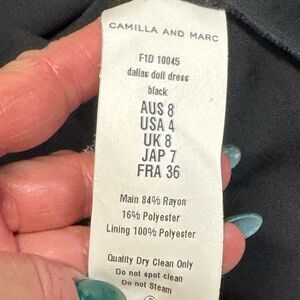 CAMILLA AND MARC
F1D 10045
dallas doll dress
black
AUS 8
USA 4
UK 8
JAP 7
FRA 36
Main 84% Rayon
16% Polyester
Lining 100% Polyester
Quality Dry Clean Only
Do not spot clean
Do not Steam